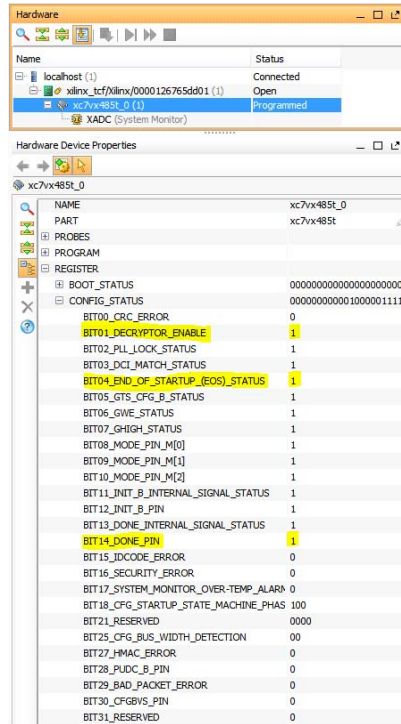 Hardware
Name Status
localhost (1) Connected
xilinx_tcf/Xilinx/0000126765dd01 (1) Open
xc7vx485t_0 (1) Programmed
XADC (System Monitor)
Hardware Device Properties
xc7vx485t_0
NAME xc7vx485t_0
PART xc7vx485t
PROBES
PROGRAM
REGISTER
BOOT_STATUS 00000000000000000000
CONFIG_STATUS 00000000001000001111
BIT00_CRC_ERROR 0
BIT01_DECRYPTOR_ENABLE 1
BIT02_PLL_LOCK_STATUS 1
BIT03_DCI_MATCH_STATUS 1
BIT04_END_OF_STARTUP_(EOS)_STATUS 1
BIT05_GTS_CFG_B_STATUS 1
BIT06_GWE_STATUS 1
BIT07_GHIGH_STATUS 1
BIT08_MODE_PIN_M[0] 1
BIT09_MODE_PIN_M[1] 1
BIT10_MODE_PIN_M[2] 1
BIT11_INIT_B_INTERNAL_SIGNAL_STATUS 1
BIT12_INIT_B_PIN 1
BIT13_DONE_INTERNAL_SIGNAL_STATUS 1
BIT14_DONE_PIN 1
BIT15_IDCODE_ERROR 0
BIT16_SECURITY_ERROR 0
BIT17_SYSTEM_MONITOR_OVER-TEMP_ALARM 0
BIT18_CFG_STARTUP_STATE_MACHINE_PHAS 100
BIT21_RESERVED 0000
BIT25_CFG_BUS_WIDTH_DETECTION 00
BIT27_HMAC_ERROR 0
BIT28_PUDC_B_PIN 0
BIT29_BAD_PACKET_ERROR 0
BIT30_CFGBVS_PIN 0
BIT31_RESERVED 0